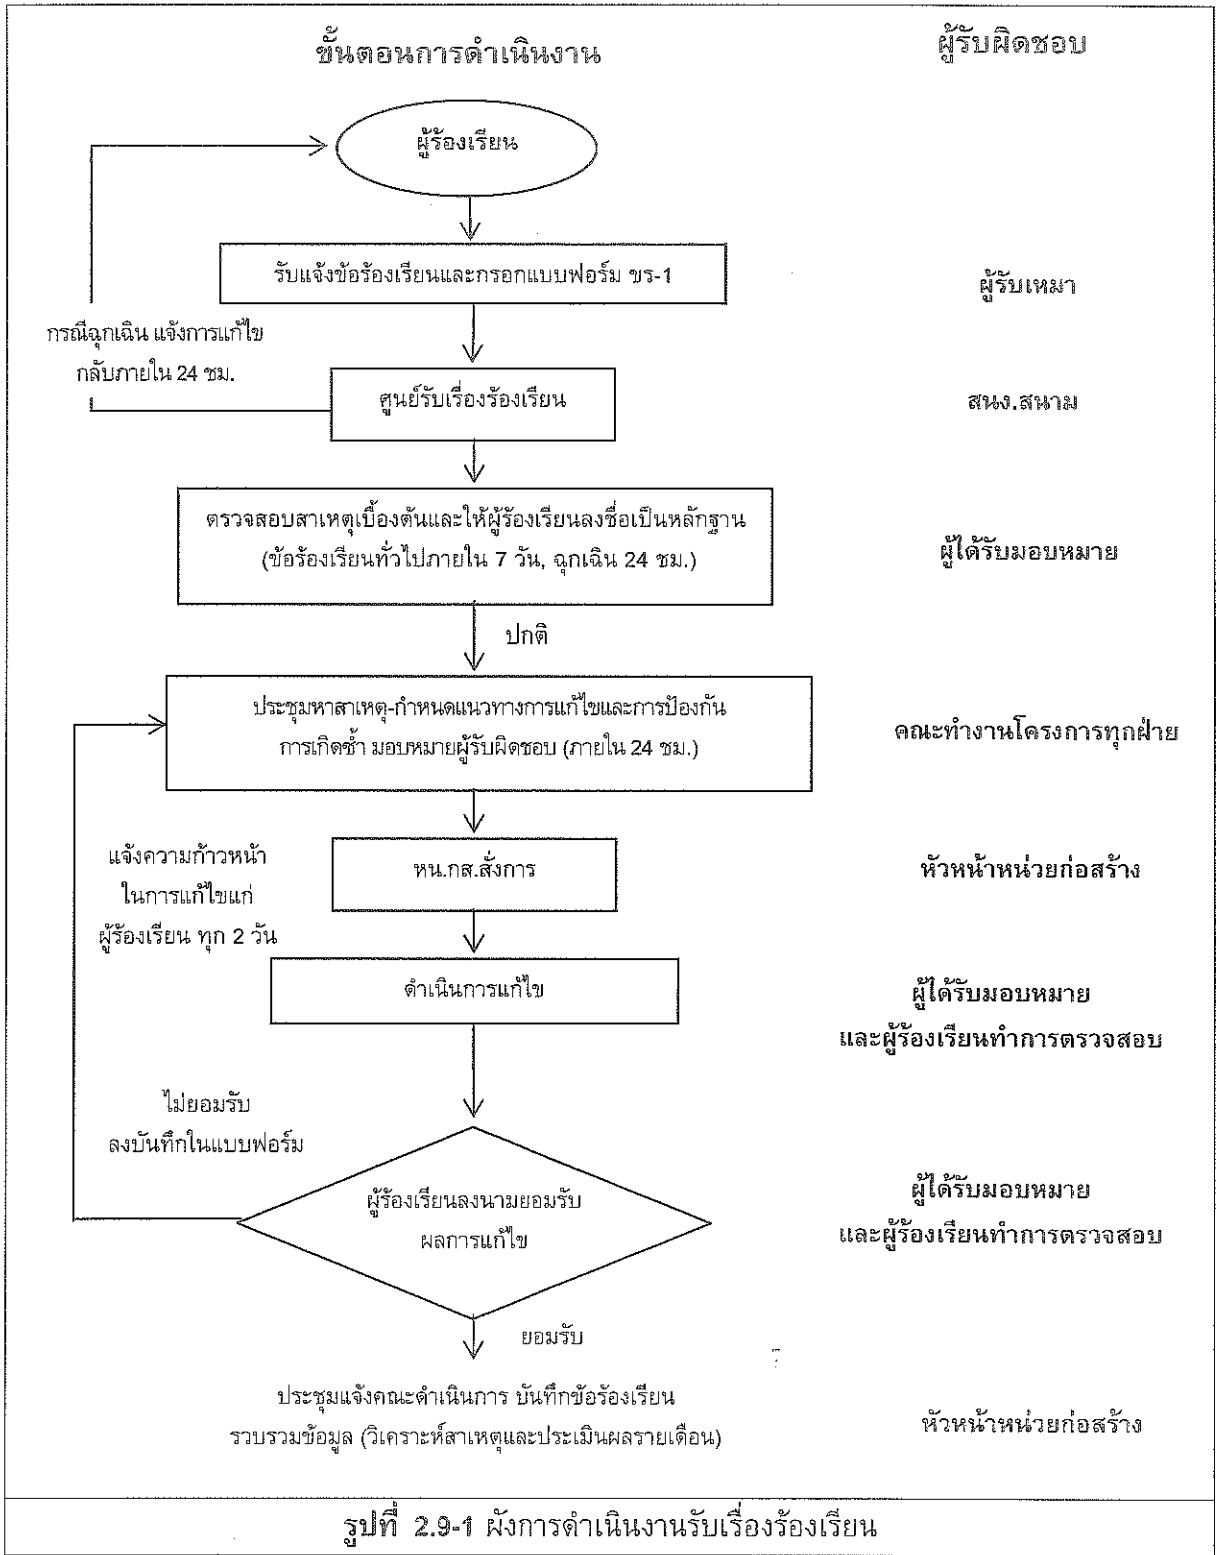 ขั้นตอนการดำเนินงาน
ผู้รับผิดชอบ
ผู้ร้องเรียน
รับแจ้งข้อร้องเรียนและกรอกแบบฟอร์ม ขร-1
ผู้รับเหมา
กรณีฉุกเฉิน แจ้งการแก้ไข
กลับภายใน 24 ชม.
ศูนย์รับเรื่องร้องเรียน
สนง.สนาม
ตรวจสอบสาเหตุเบื้องต้นและให้ผู้ร้องเรียนลงชื่อเป็นหลักฐาน
(ข้อร้องเรียนทั่วไปภายใน 7 วัน, ฉุกเฉิน 24 ชม.)
ผู้ได้รับมอบหมาย
ปกติ
ประชุมหาสาเหตุ-กำหนดแนวทางการแก้ไขและการป้องกัน
การเกิดซ้ำ มอบหมายผู้รับผิดชอบ (ภายใน 24 ชม.)
คณะทำงานโครงการทุกฝ่าย
แจ้งความก้าวหน้า
ในการแก้ไขแก่
ผู้ร้องเรียน ทุก 2 วัน
หน.กส.สั่งการ
หัวหน้าหน่วยก่อสร้าง
ดำเนินการแก้ไข
ผู้ได้รับมอบหมาย
และผู้ร้องเรียนทำการตรวจสอบ
ไม่ยอมรับ
ลงบันทึกในแบบฟอร์ม
ผู้ร้องเรียนลงนามยอมรับ
ผลการแก้ไข
ผู้ได้รับมอบหมาย
และผู้ร้องเรียนทำการตรวจสอบ
ยอมรับ
ประชุมแจ้งคณะดำเนินการ บันทึกข้อร้องเรียน
รวบรวมข้อมูล (วิเคราะห์สาเหตุและประเมินผลรายเดือน)
หัวหน้าหน่วยก่อสร้าง
รูปที่ 2.9-1 ผังการดำเนินงานรับเรื่องร้องเรียน